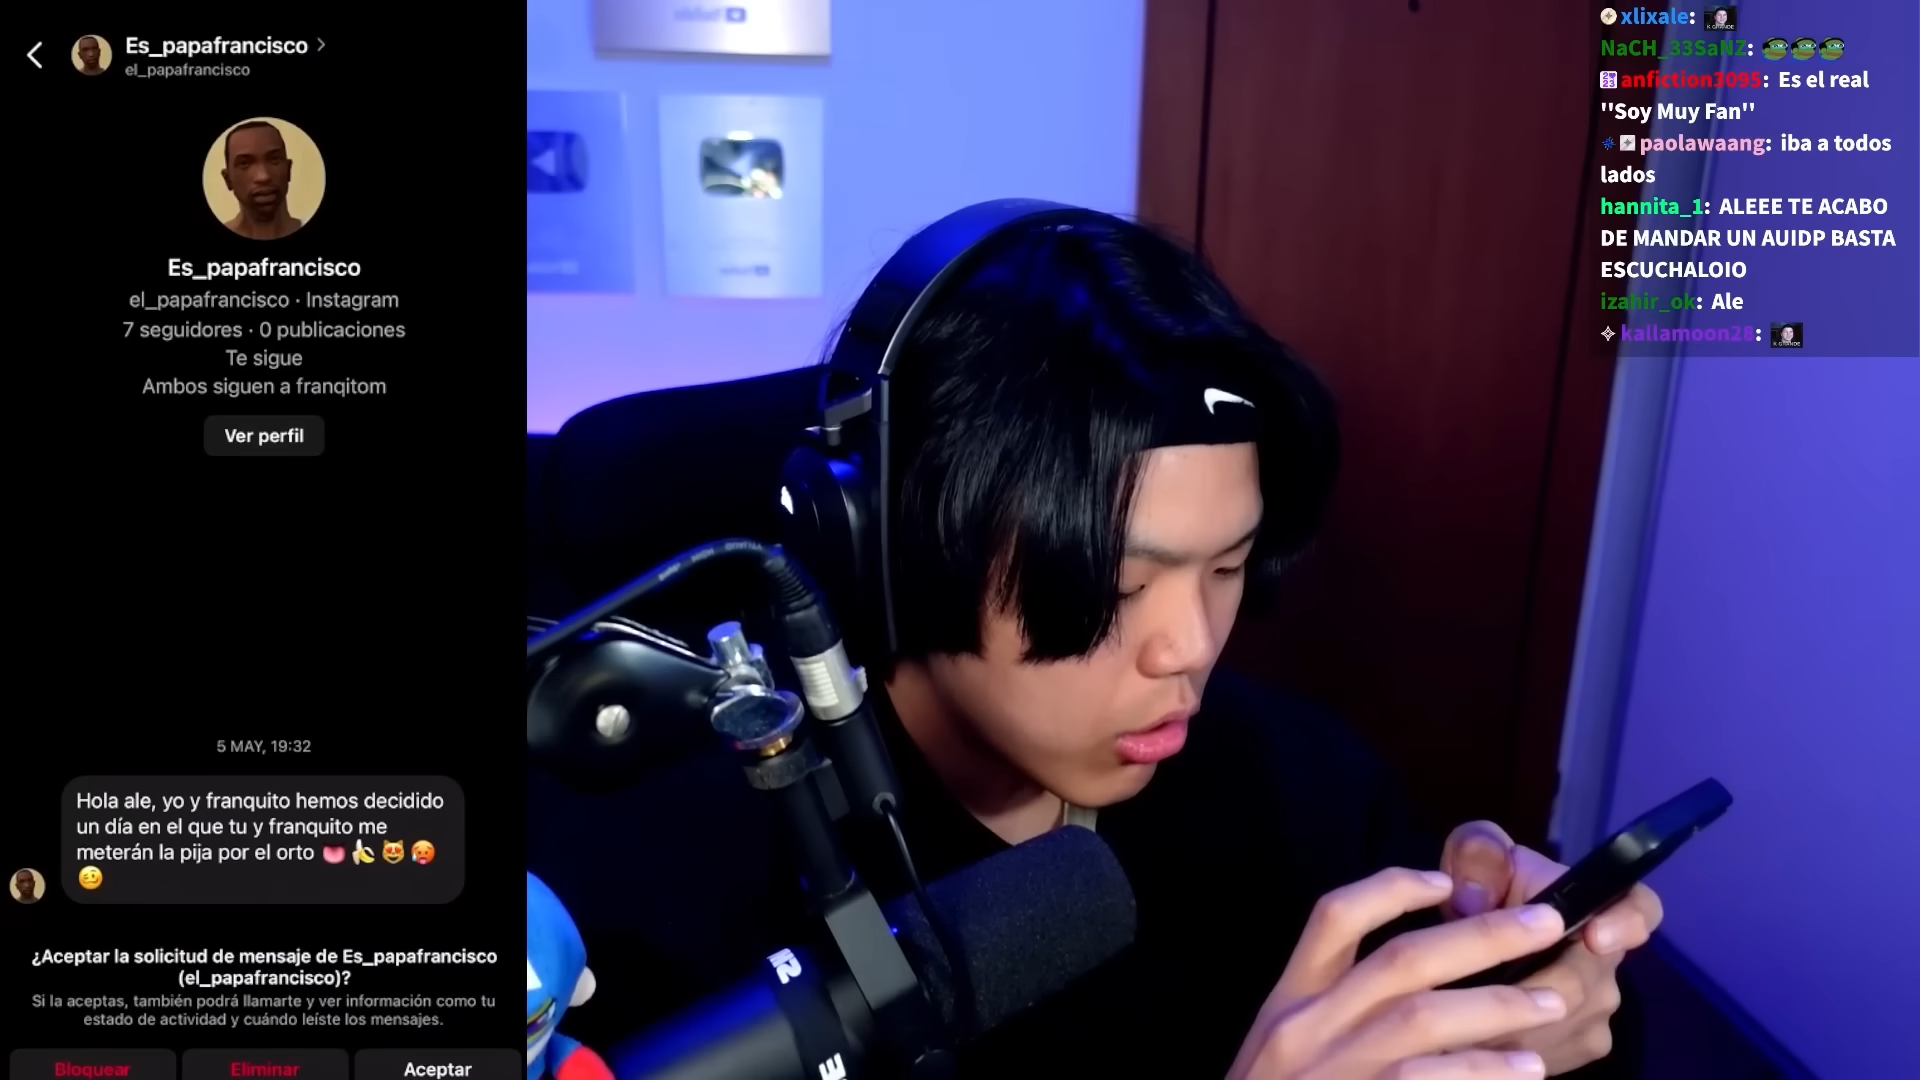 Es_papafrancisco
el_papafrancisco
Es_papafrancisco
el_papafrancisco · Instagram
7 seguidores · 0 publicaciones
Te sigue
Ambos siguen a franqitom
Ver perfil
5 MAY, 19:32
Hola ale, yo y franquito hemos decidido
un día en el que tu y franquito me
meterán la pija por el orto 👅🍌😻🥵
🥴
¿Aceptar la solicitud de mensaje de Es_papafrancisco
(el_papafrancisco)?
Si la aceptas, también podrá llamarte y ver información como tu
estado de actividad y cuándo leíste los mensajes.
Bloquear
Eliminar
Aceptar
xlixale:
NaCH_33SaNZ:
anfiction3095: Es el real
''Soy Muy Fan''
paolawaang: iba a todos
lados
hannita_1: ALEEE TE ACABO
DE MANDAR UN AUIDP BASTA
ESCUCHALOIO
izahir_ok: Ale
kallamoon28: